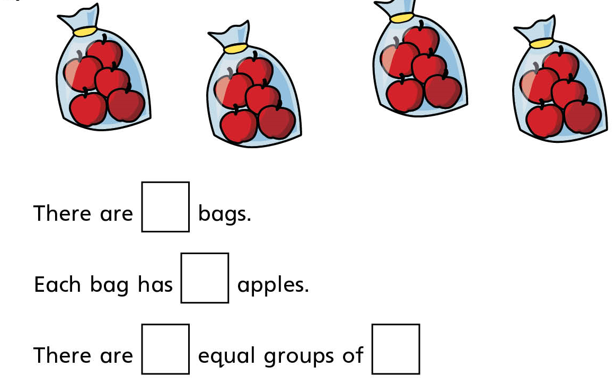 There are bags.
Each bag has apples.
There are equal groups of